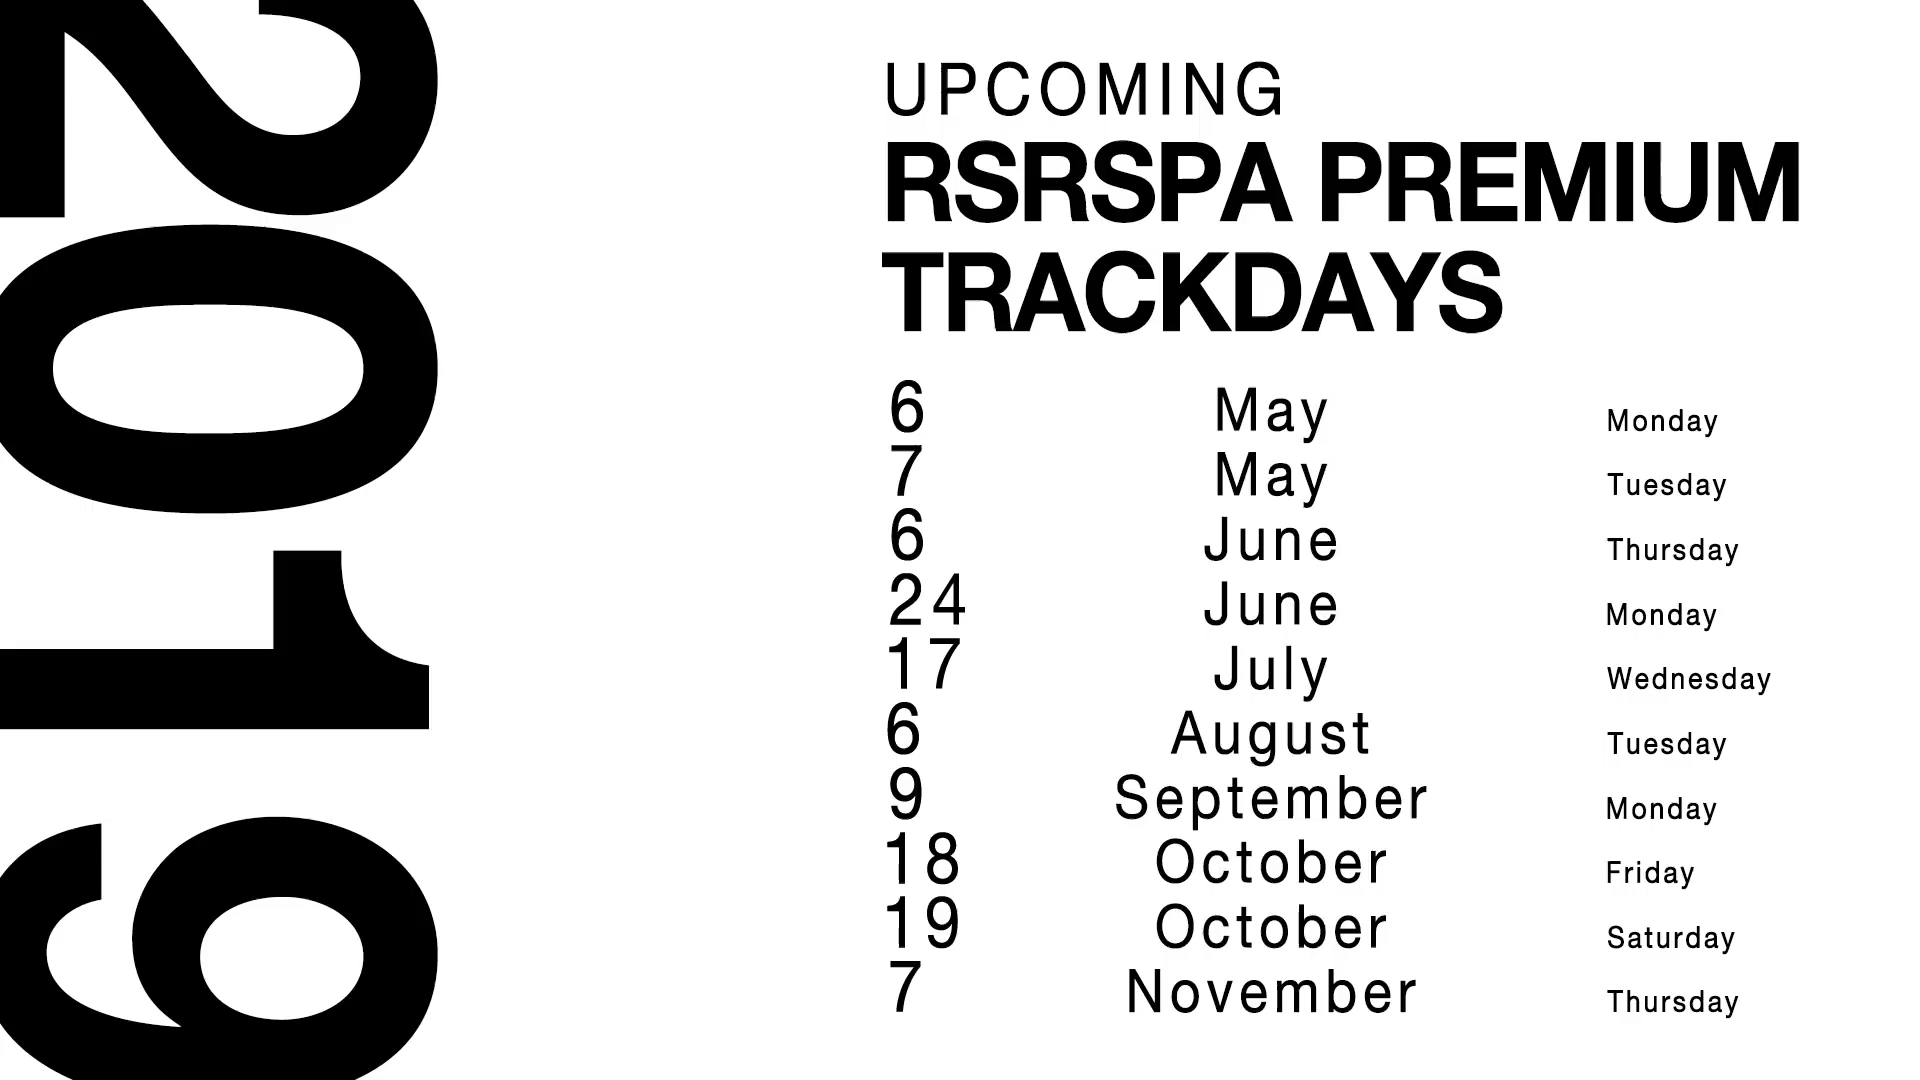 2019
UPCOMING
RSRSPA PREMIUM
TRACKDAYS
6 May Monday
7 May Tuesday
6 June Thursday
24 June Monday
17 July Wednesday
6 August Tuesday
9 September Monday
18 October Friday
19 October Saturday
7 November Thursday